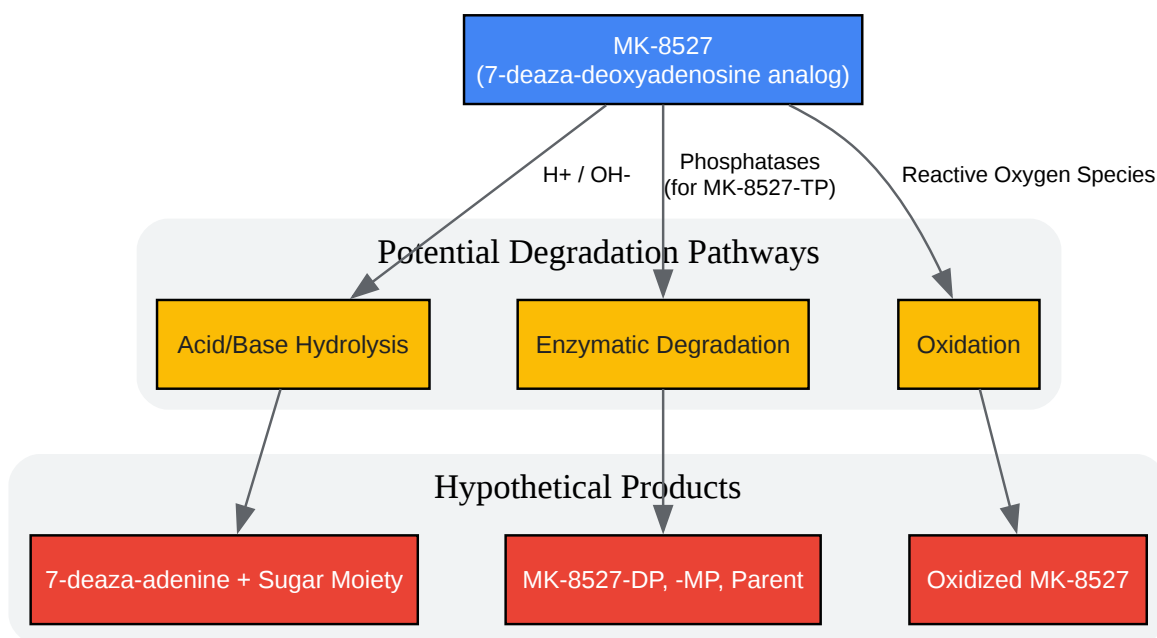 MK-8527
(7-deaza-deoxyadenosine analog)
H+ / OH-
Phosphatases
(for MK-8527-TP)
Reactive Oxygen Species
Potential Degradation Pathways
Acid/Base Hydrolysis
Enzymatic Degradation
Oxidation
Hypothetical Products
7-deaza-adenine + Sugar Moiety
MK-8527-DP, -MP, Parent
Oxidized MK-8527